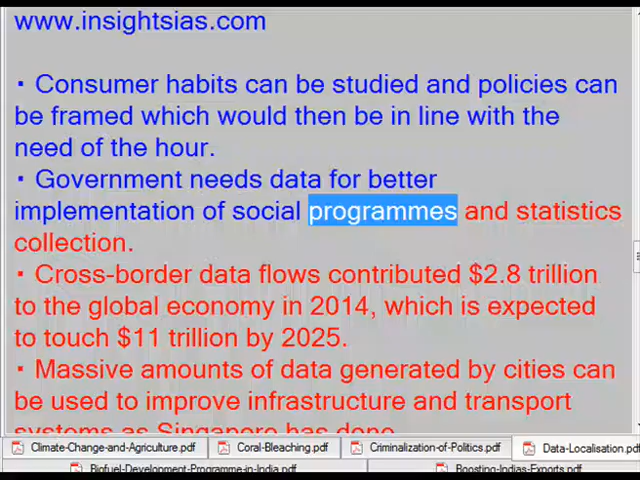 www.insightsias.com
· Consumer habits can be studied and policies can
be framed which would then be in line with the
need of the hour.
· Government needs data for better
implementation of social programmes and statistics
collection.
· Cross-border data flows contributed $2.8 trillion
to the global economy in 2014, which is expected
to touch $11 trillion by 2025.
· Massive amounts of data generated by cities can
be used to improve infrastructure and transport
systems as Singapore has done
Climate-Change-and-Agriculture.pdf Coral-Bleaching.pdf Criminalization-of-Politics.pdf Data-Localisation.pdf
Biofuel-Development-Programme-in-India.pdf Boosting-Indias-Exports.pdf